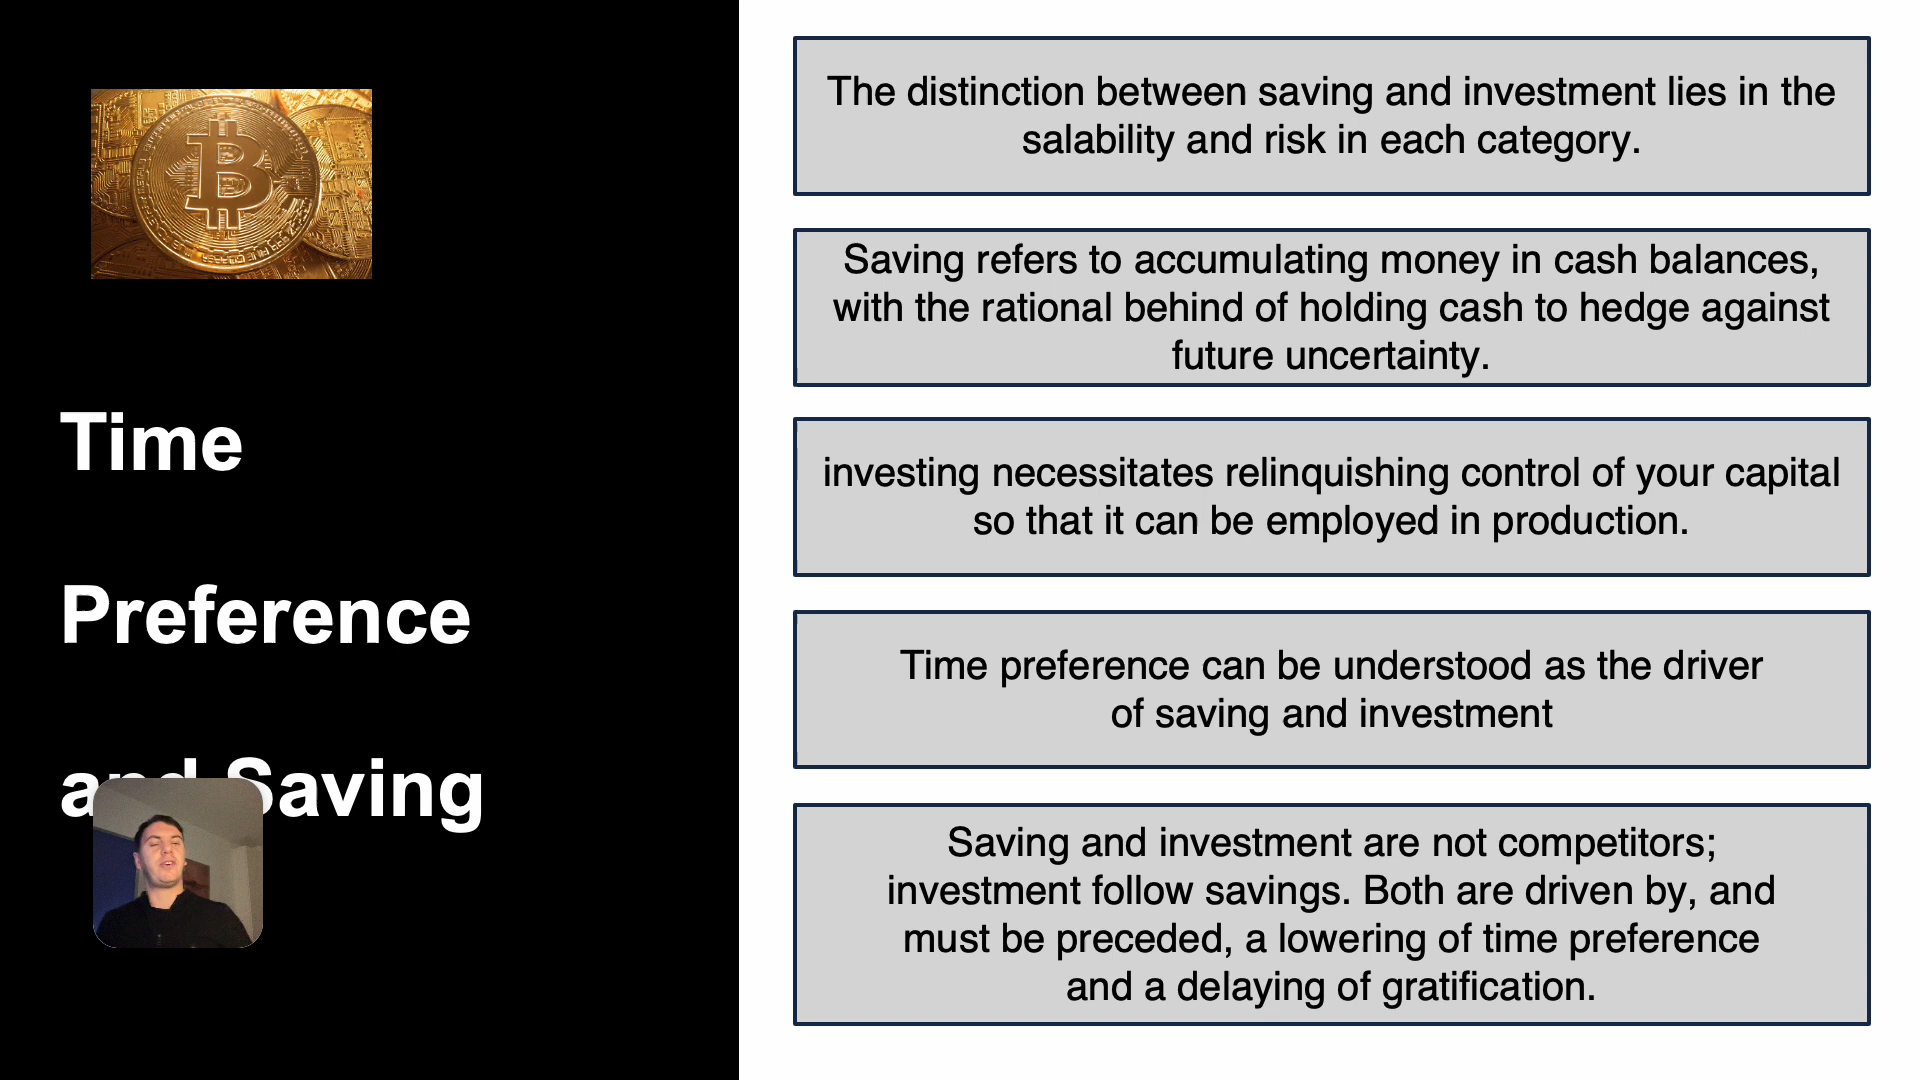 Time
Preference
and Saving
The distinction between saving and investment lies in the
salability and risk in each category.
Saving refers to accumulating money in cash balances,
with the rational behind of holding cash to hedge against
future uncertainty.
investing necessitates relinquishing control of your capital
so that it can be employed in production.
Time preference can be understood as the driver
of saving and investment
Saving and investment are not competitors;
investment follow savings. Both are driven by, and
must be preceded, a lowering of time preference
and a delaying of gratification.